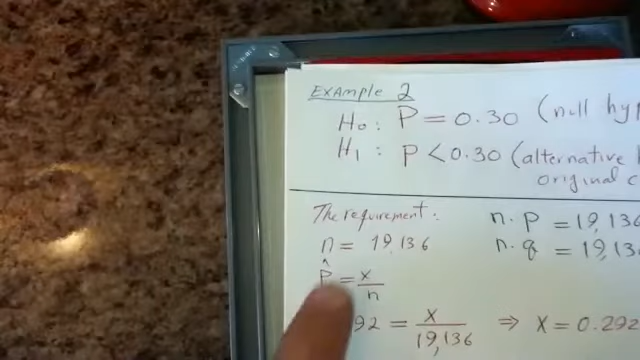 Example 2
H₀: P = 0.30 (null
H₁: P < 0.30 (alternative
original
The requirement:
n = 19,136
n·p = 19,136
n·q = 19,13
p̂ = x/n
92 = x/19,136 ⇒ x = 0.292